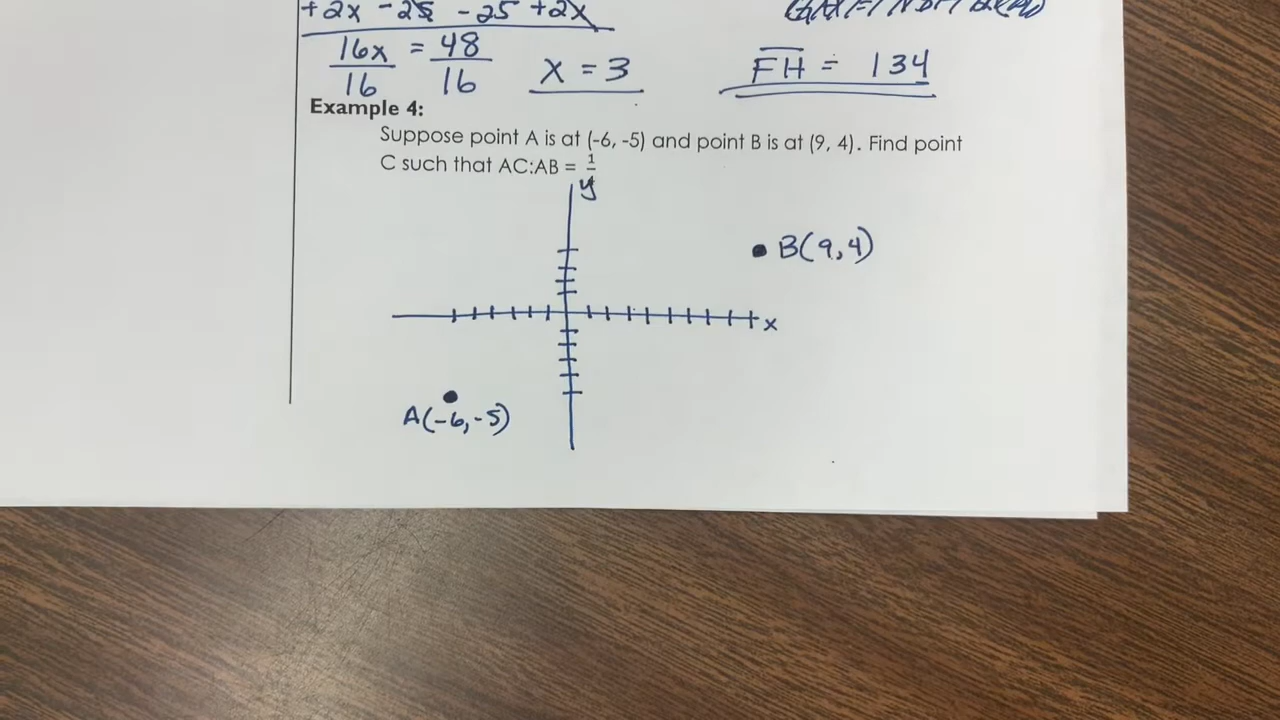 +2x -25 -25 +2x
16x = 48
16 16
x = 3
FH = 134
Example 4:
Suppose point A is at (-6, -5) and point B is at (9, 4). Find point
C such that AC:AB = 1
y
B(9,4)
x
A(-6,-5)